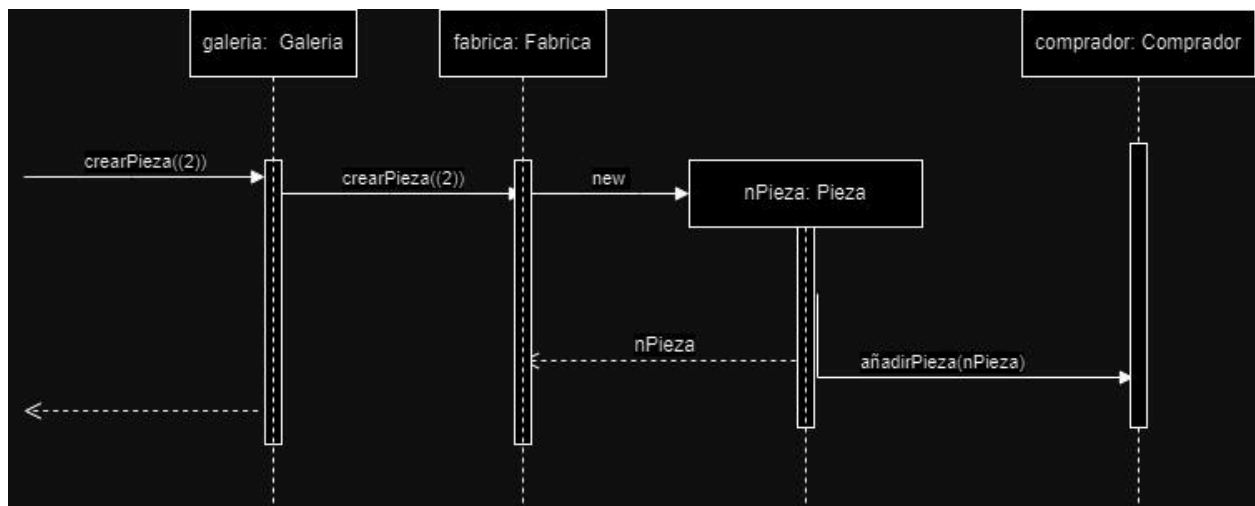 galeria: Galeria
fabrica: Fabrica
comprador: Comprador
crearPieza((2))
crearPieza((2))
new
nPieza: Pieza
nPieza
añadirPieza(nPieza)